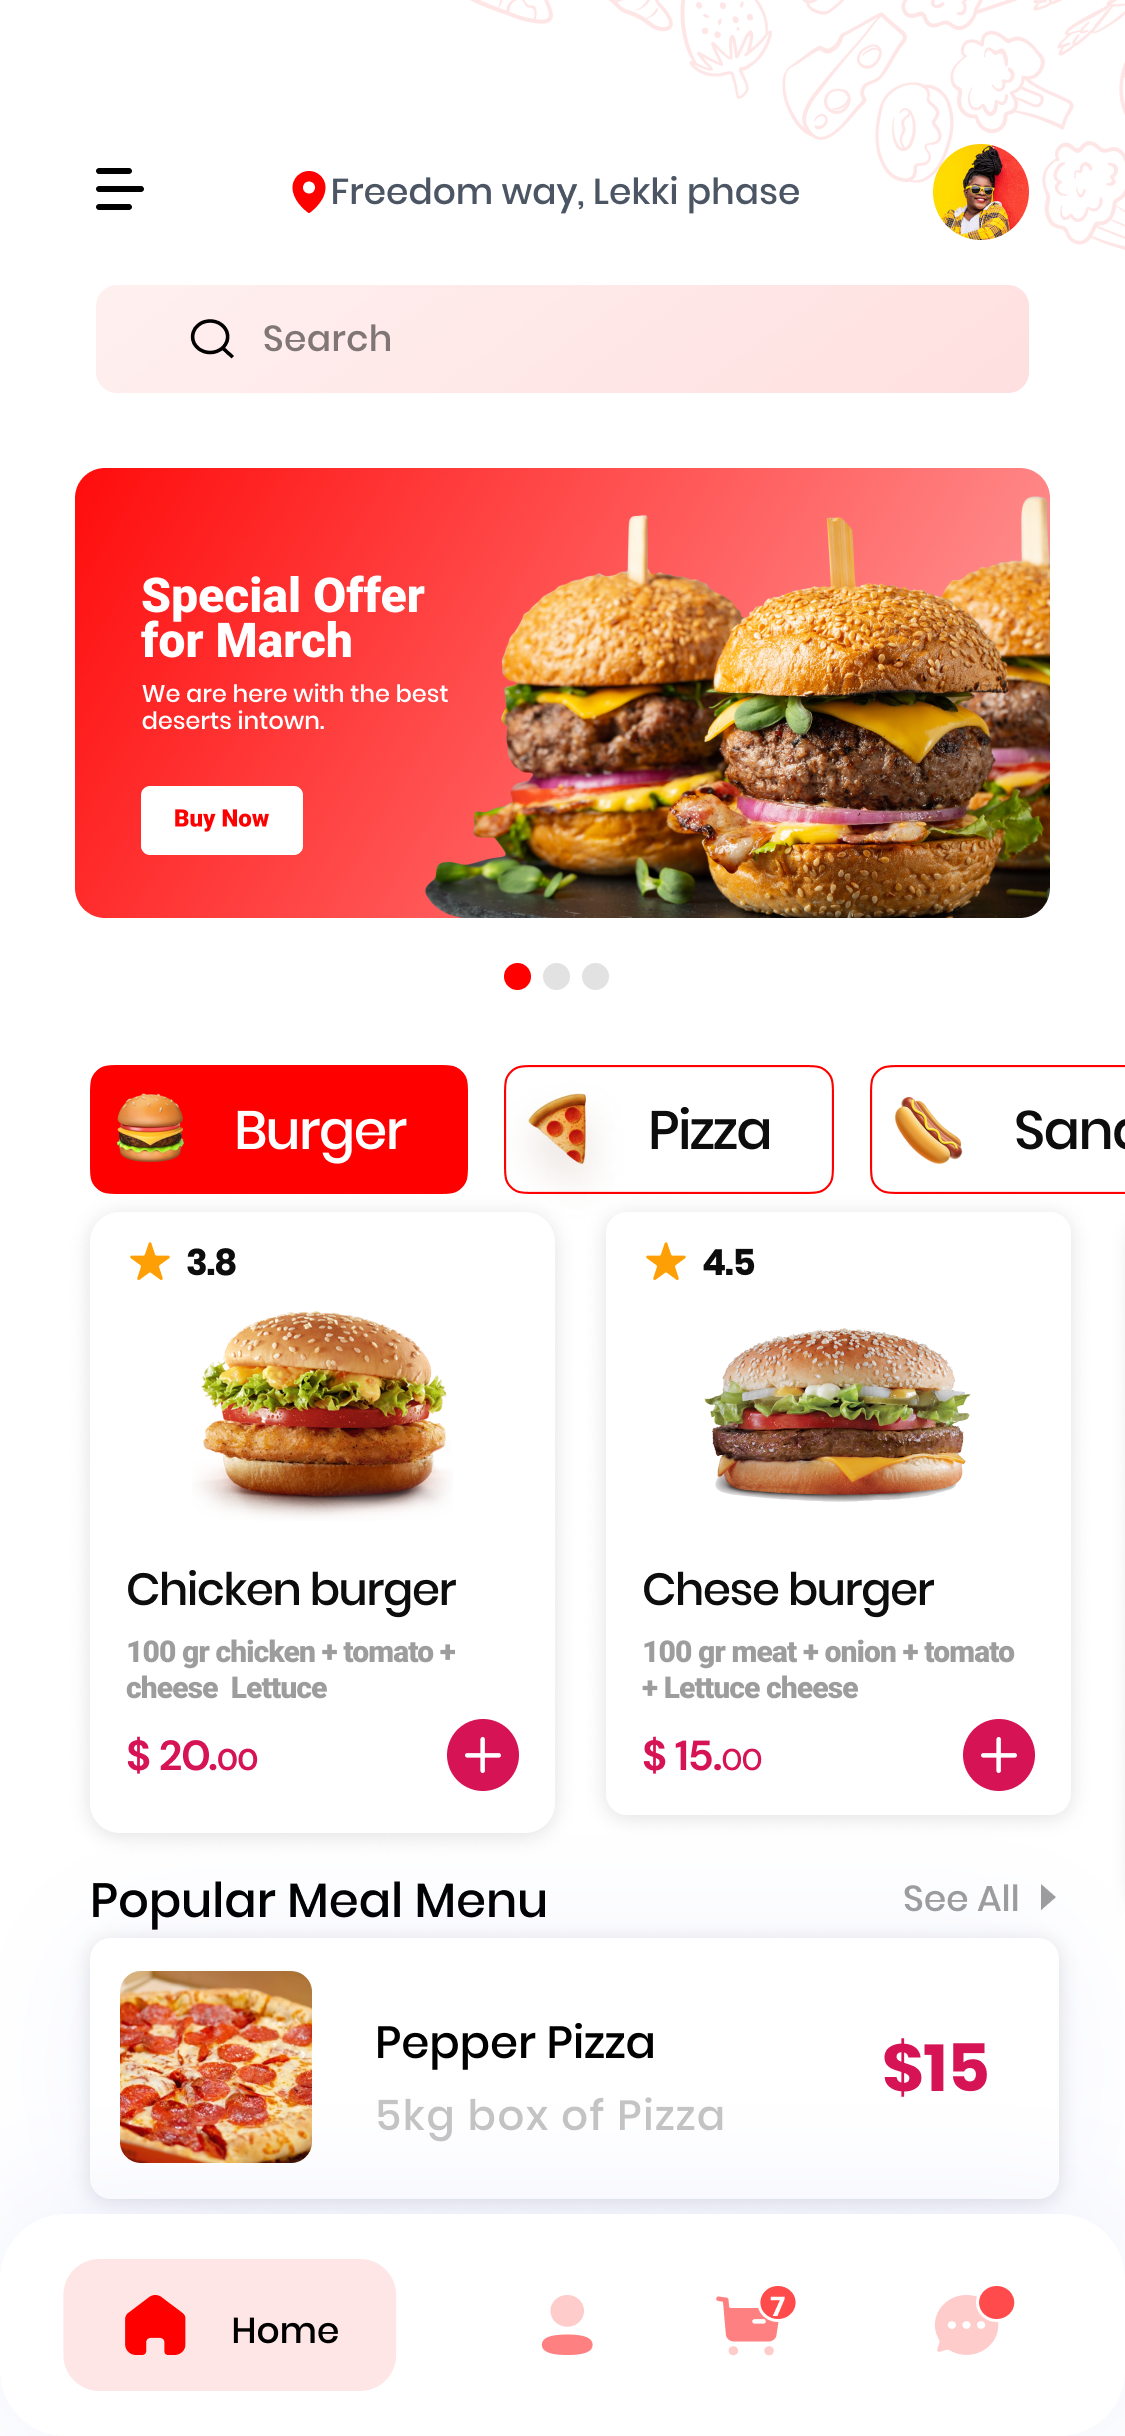 Freedom way, Lekki phase
Search
Special Offer
for March
We are here with the best
deserts intown.
Buy Now
Burger
Pizza
3.8
4.5
Chicken burger
Chese burger
100 gr chicken + tomato +
cheese  Lettuce
100 gr meat + onion + tomato
+ Lettuce cheese
$ 20.00
$ 15.00
Popular Meal Menu
See All
Pepper Pizza
$15
5kg box of Pizza
Home
7